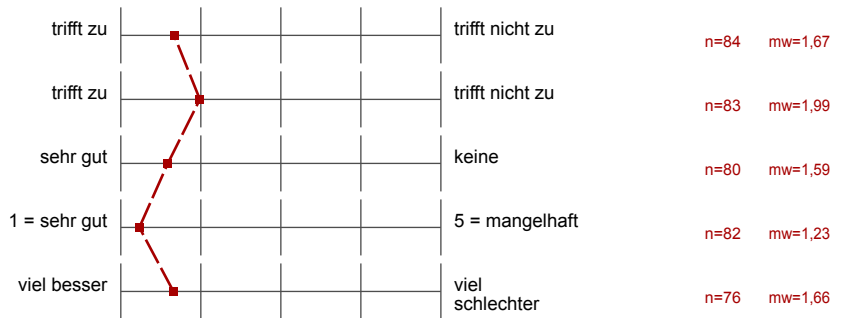 trifft zu trifft nicht zu n=84 mw=1,67
trifft zu trifft nicht zu n=83 mw=1,99
sehr gut keine n=80 mw=1,59
1 = sehr gut 5 = mangelhaft n=82 mw=1,23
viel besser viel n=76 mw=1,66
schlechter